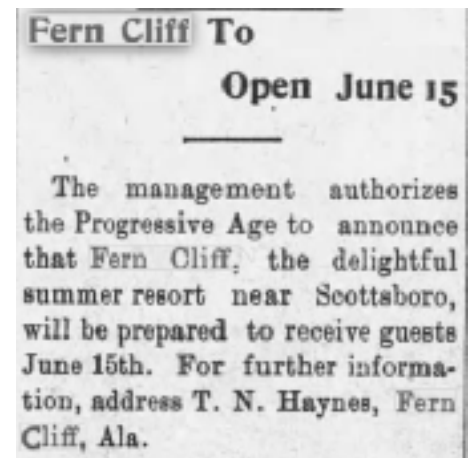 Fern Cliff To
Open June 15
The management authorizes
the Progressive Age to announce
that Fern Cliff, the delightful
summer resort near Scottsboro,
will be prepared to receive guests
June 15th. For further informa-
tion, address T. N. Haynes, Fern
Cliff, Ala.